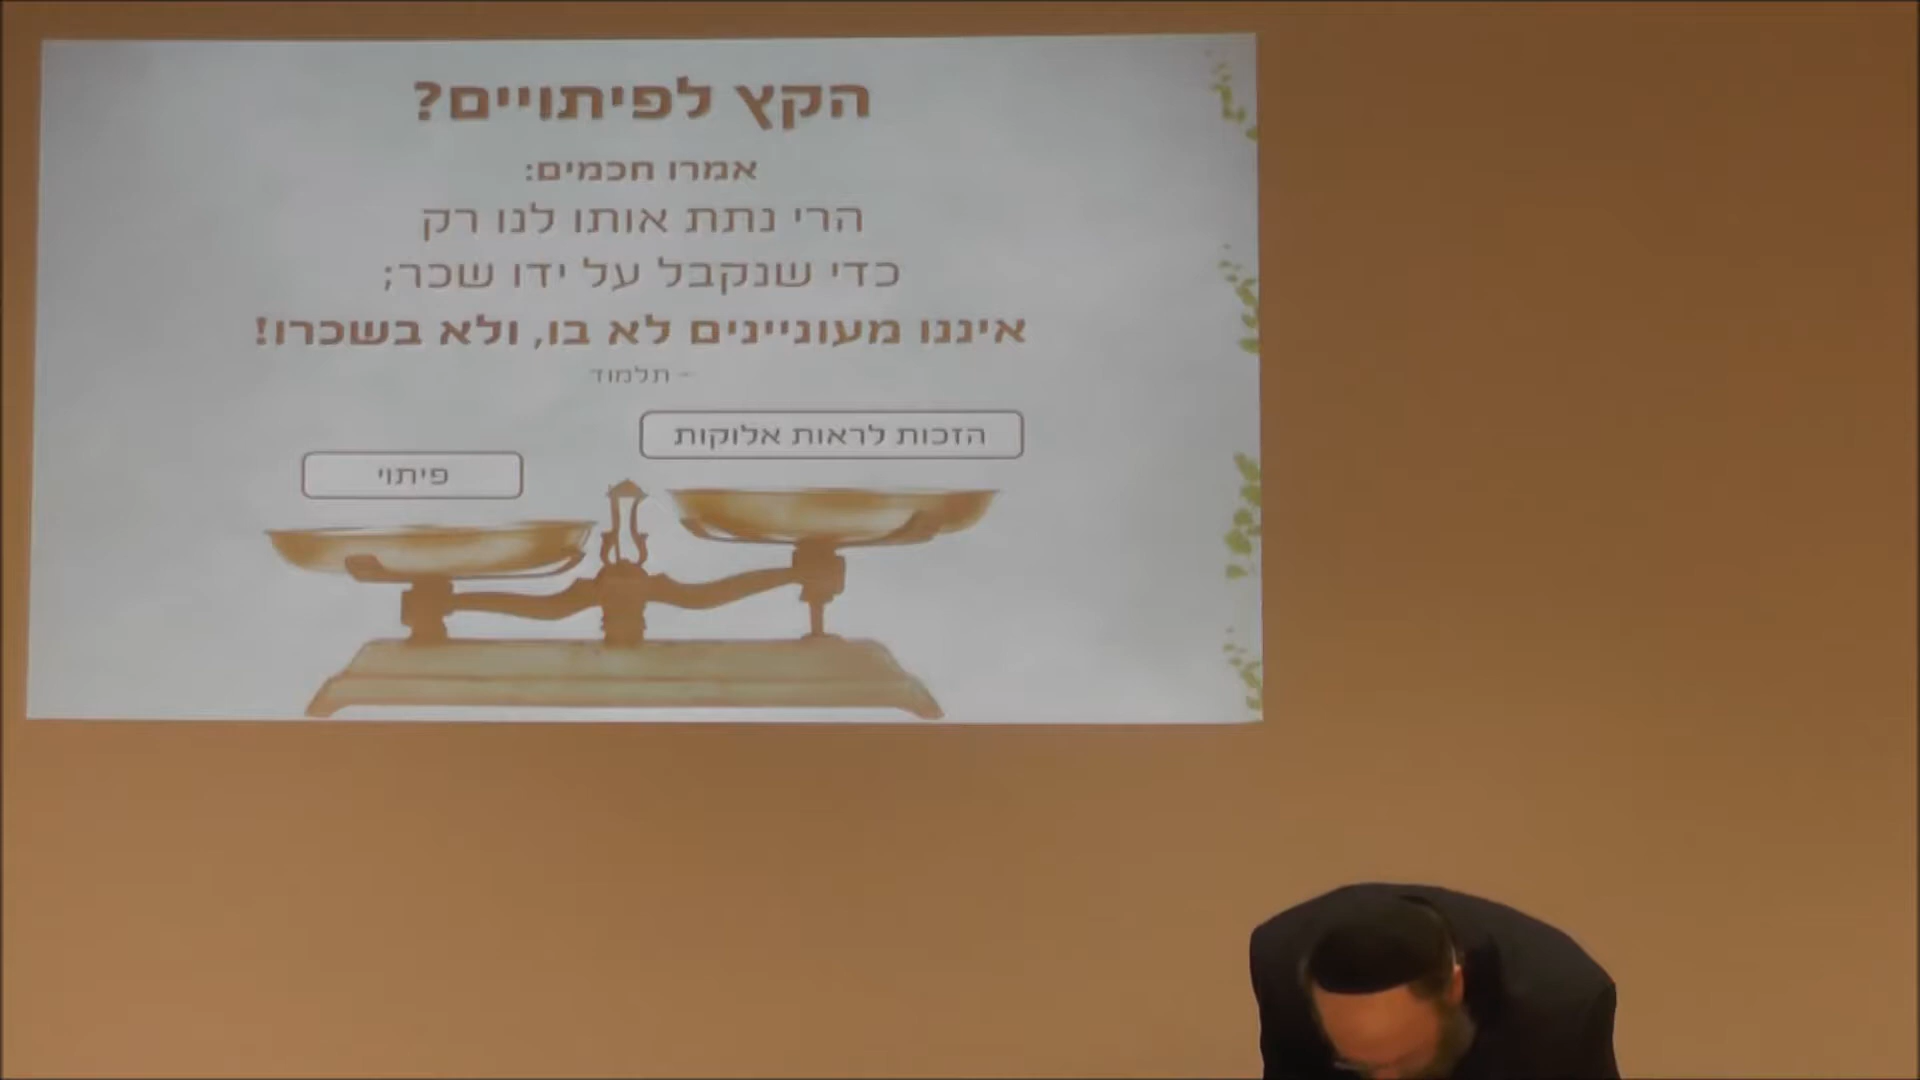 הקץ לפיתויים?
אמרו חכמים:
הרי נתת אותו לנו רק
כדי שנקבל על ידו שכר;
איננו מעוניינים לא בו, ולא בשכרו!
– תלמוד
הזכות לראות אלוקות
פיתוי